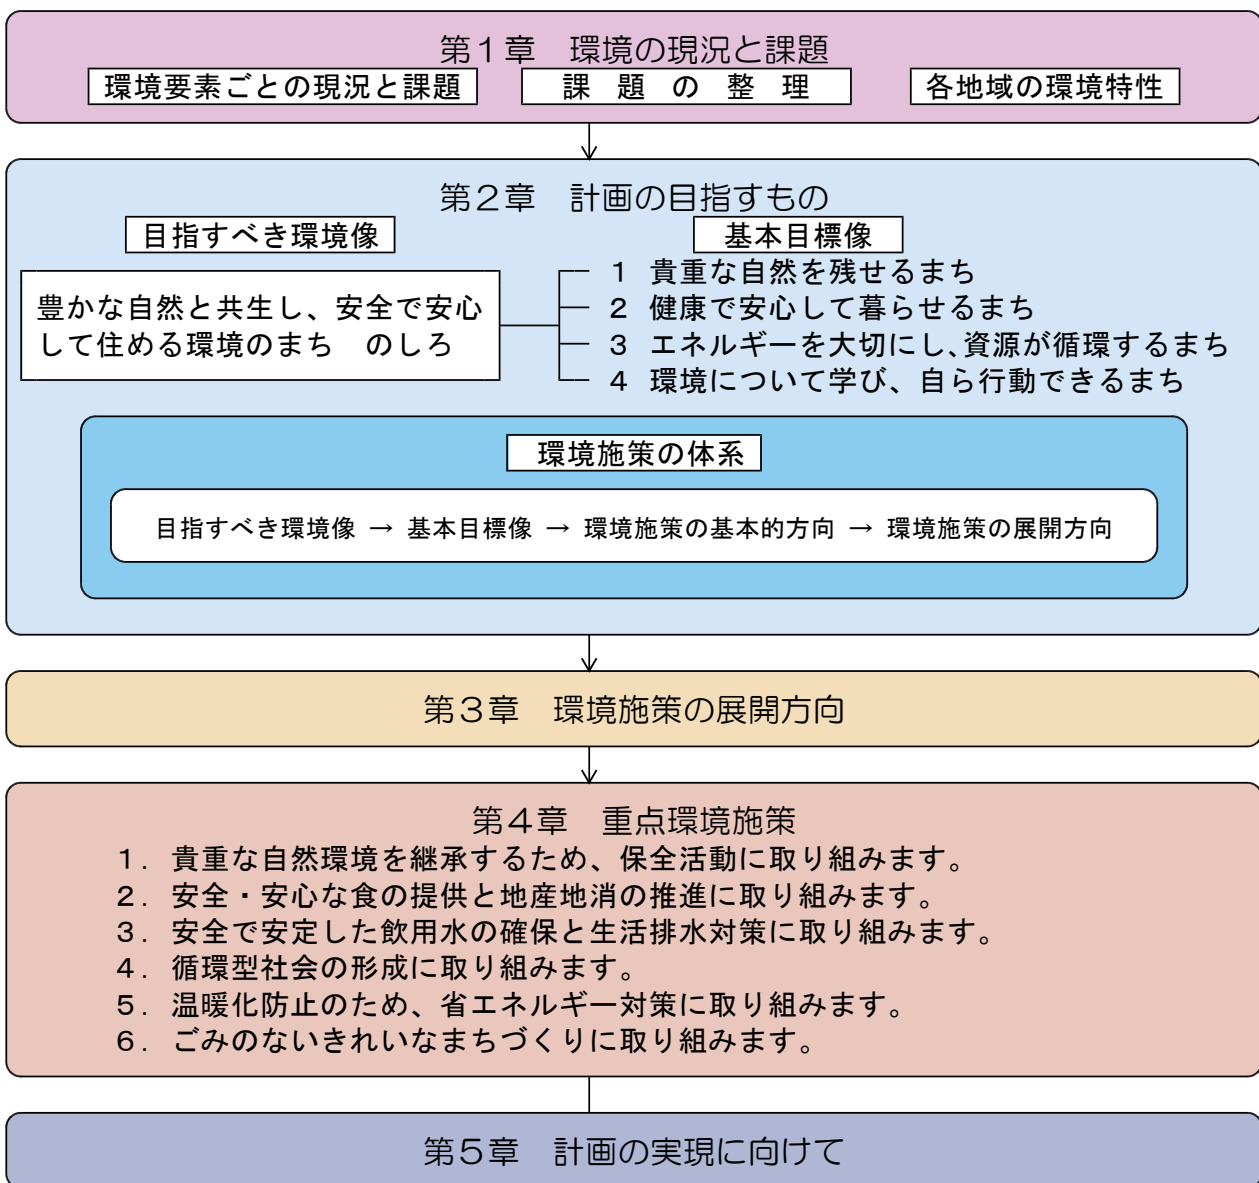 第1章　環境の現況と課題
環境要素ごとの現況と課題　課　題　の　整　理　各地域の環境特性
第2章　計画の目指すもの
目指すべき環境像
豊かな自然と共生し、安全で安心
して住める環境のまち　のしろ
基本目標像
１　貴重な自然を残せるまち
２　健康で安心して暮らせるまち
３　エネルギーを大切にし、資源が循環するまち
４　環境について学び、自ら行動できるまち
環境施策の体系
目指すべき環境像 → 基本目標像 → 環境施策の基本的方向 → 環境施策の展開方向
第3章　環境施策の展開方向
第4章　重点環境施策
１．貴重な自然環境を継承するため、保全活動に取り組みます。
２．安全・安心な食の提供と地産地消の推進に取り組みます。
３．安全で安定した飲用水の確保と生活排水対策に取り組みます。
４．循環型社会の形成に取り組みます。
５．温暖化防止のため、省エネルギー対策に取り組みます。
６．ごみのないきれいなまちづくりに取り組みます。
第5章　計画の実現に向けて